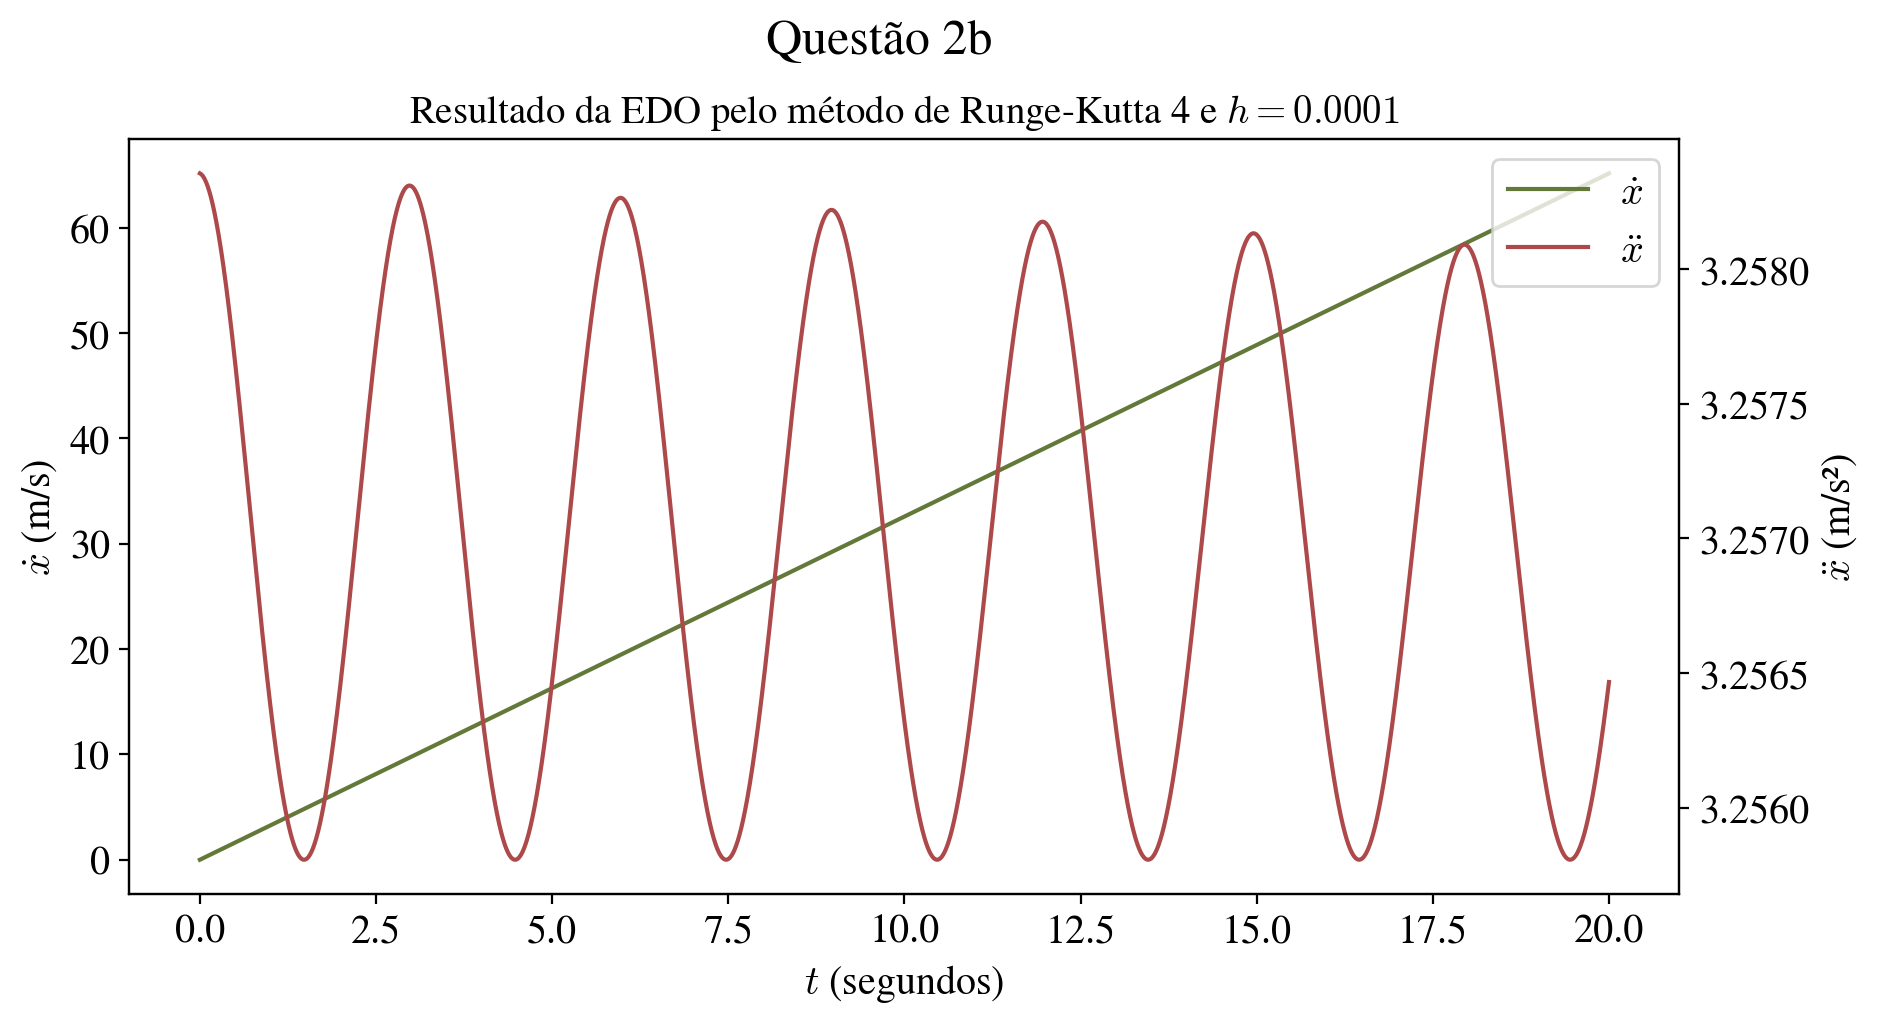 Questão 2b
Resultado da EDO pelo método de Runge-Kutta 4 e h = 0.0001
ẋ
ẍ
60
50
40
30
20
10
0
ẋ (m/s)
3.2580
3.2575
3.2570
3.2565
3.2560
ẍ (m/s²)
0.0 2.5 5.0 7.5 10.0 12.5 15.0 17.5 20.0
t (segundos)